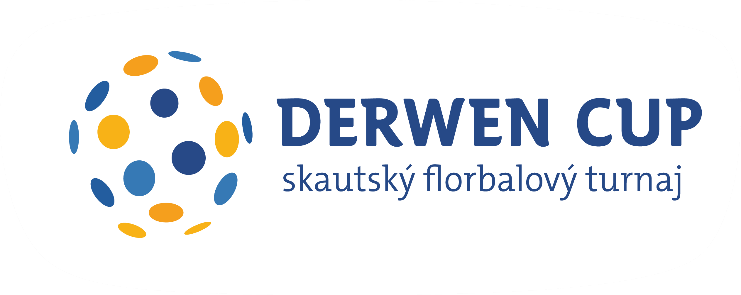 DERWEN CUP
skautský florbalový turnaj